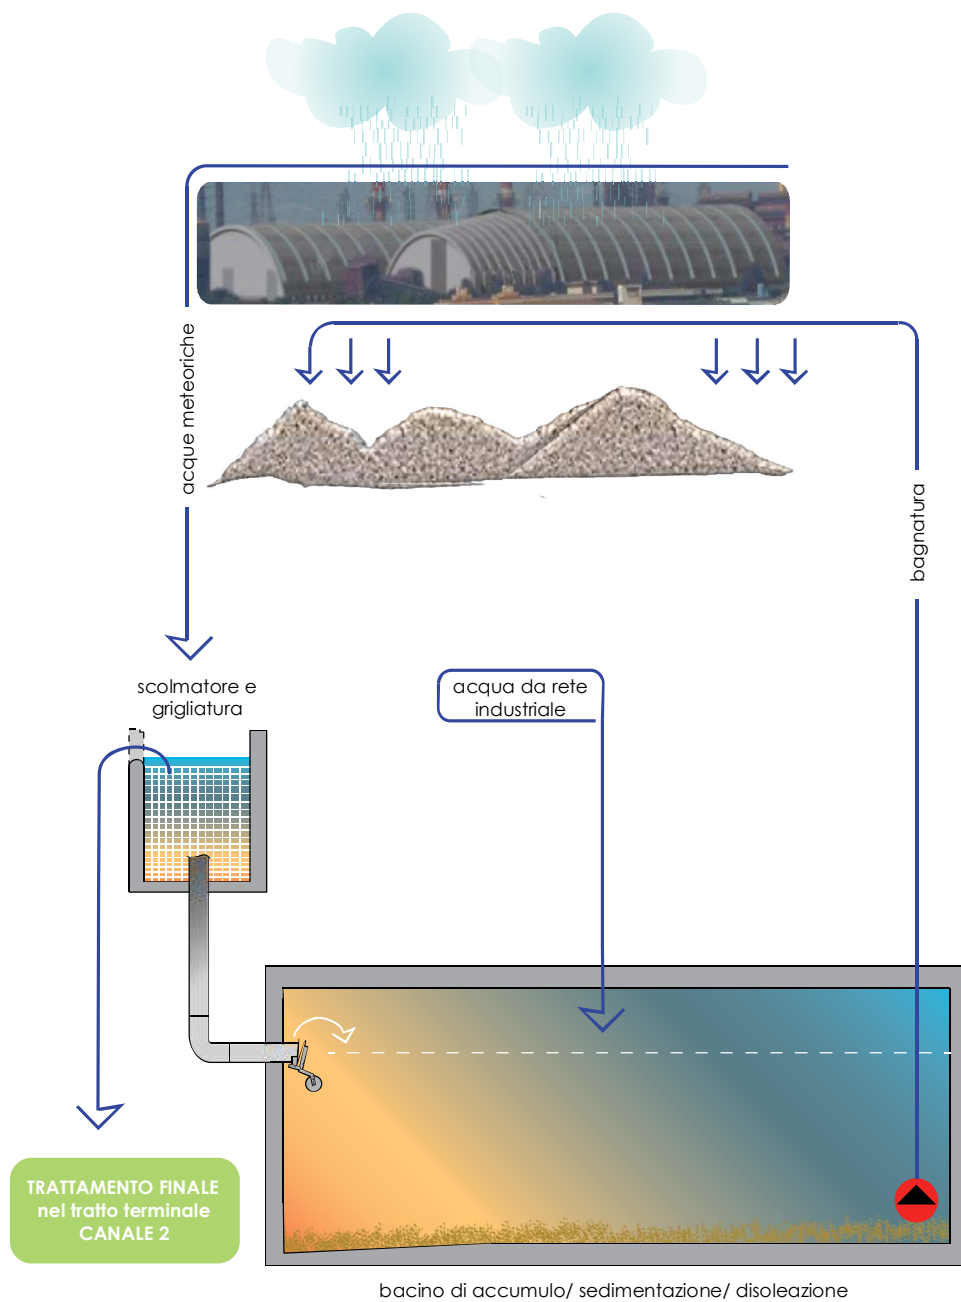 acque meteoriche
bagnatura
scolmatore e
grigliatura
acqua da rete
industriale
TRATTAMENTO FINALE
nel tratto terminale
CANALE 2
bacino di accumulo/ sedimentazione/ disoleazione